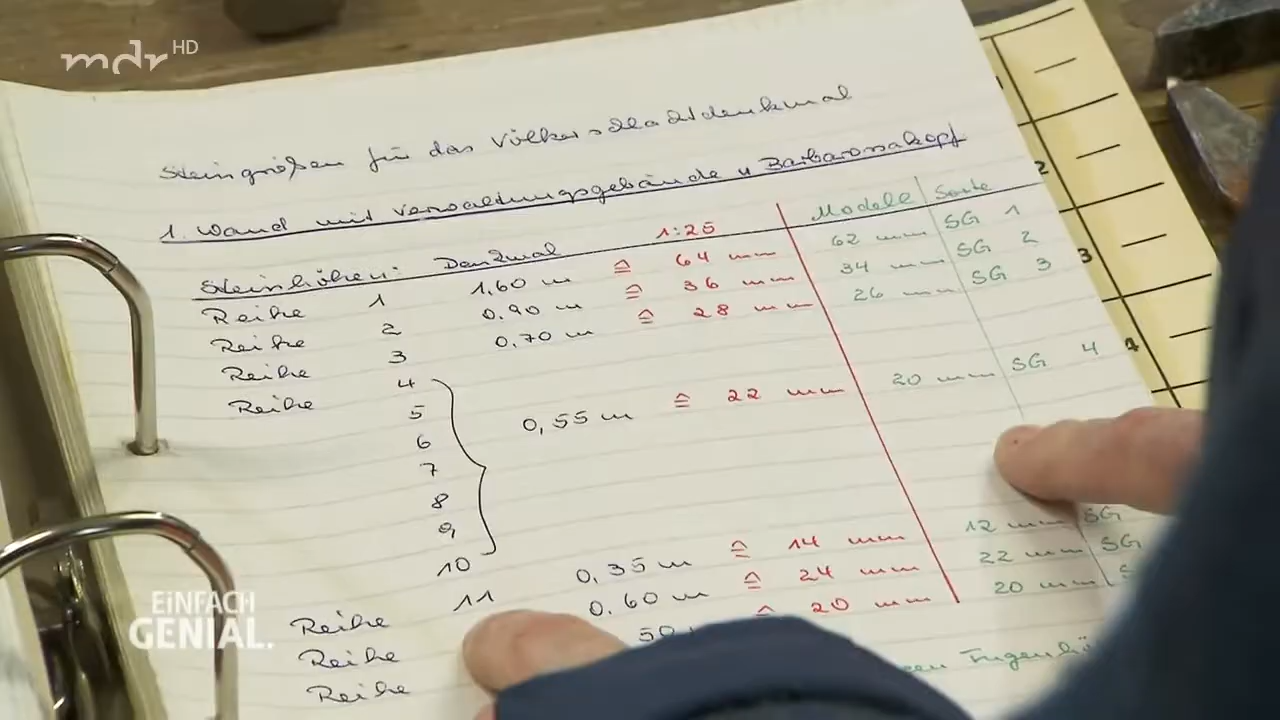 mdr HD
Steingrößen für das Völkerschlachtdenkmal
1. Wand mit Verwaltungsgebäude u Barbarossakopf
Steinhöhen: Denkmal 1:25 Modell Sorte
Reihe 1 1,60 m ≙ 64 mm 62 mm SG 1
Reihe 2 0,90 m ≙ 36 mm 34 mm SG 2
Reihe 3 0,70 m ≙ 28 mm 26 mm SG 3
Reihe 4
5 0,55 m ≙ 22 mm 20 mm SG 4
6
7
8
9
10
Reihe 11 0,35 m ≙ 14 mm 12 mm SG
Reihe 0,60 m ≙ 24 mm 22 mm SG
Reihe 50 ≙ 20 mm 20 mm S
2
3
4
EiNFACH
GENIAL.